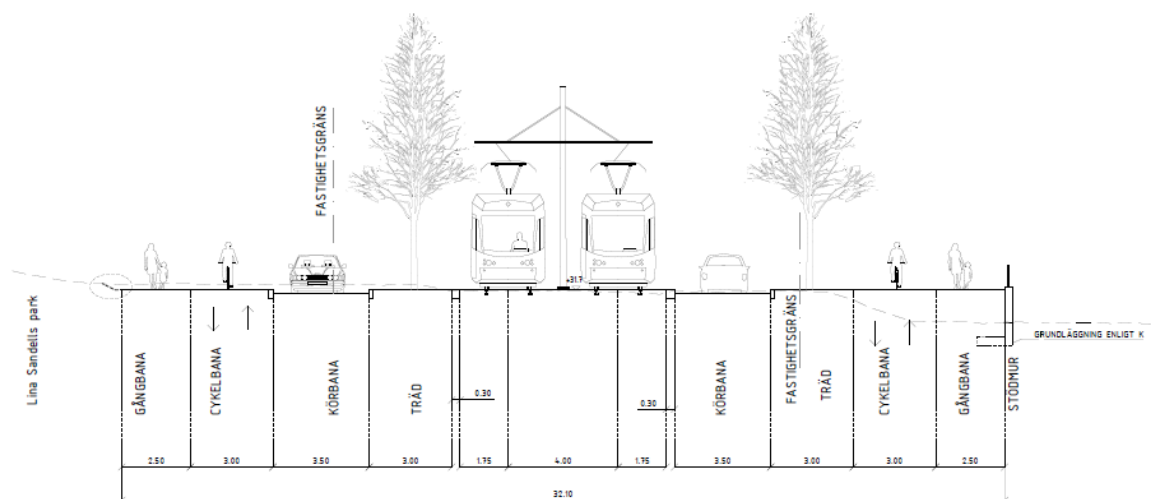 FASTIGHETSGRÄNS
+31.7
Lina Sandells park
GÅNGBANA
CYKELBANA
KÖRBANA
TRÄD
0.30
0.30
KÖRBANA
FASTIGHETSGRÄNS
TRÄD
CYKELBANA
GÅNGBANA
STÖDMUR
GRUNDLÄGGNING ENLIGT K
2.50
3.00
3.50
3.00
1.75
4.00
1.75
3.50
3.00
3.00
2.50
32.10